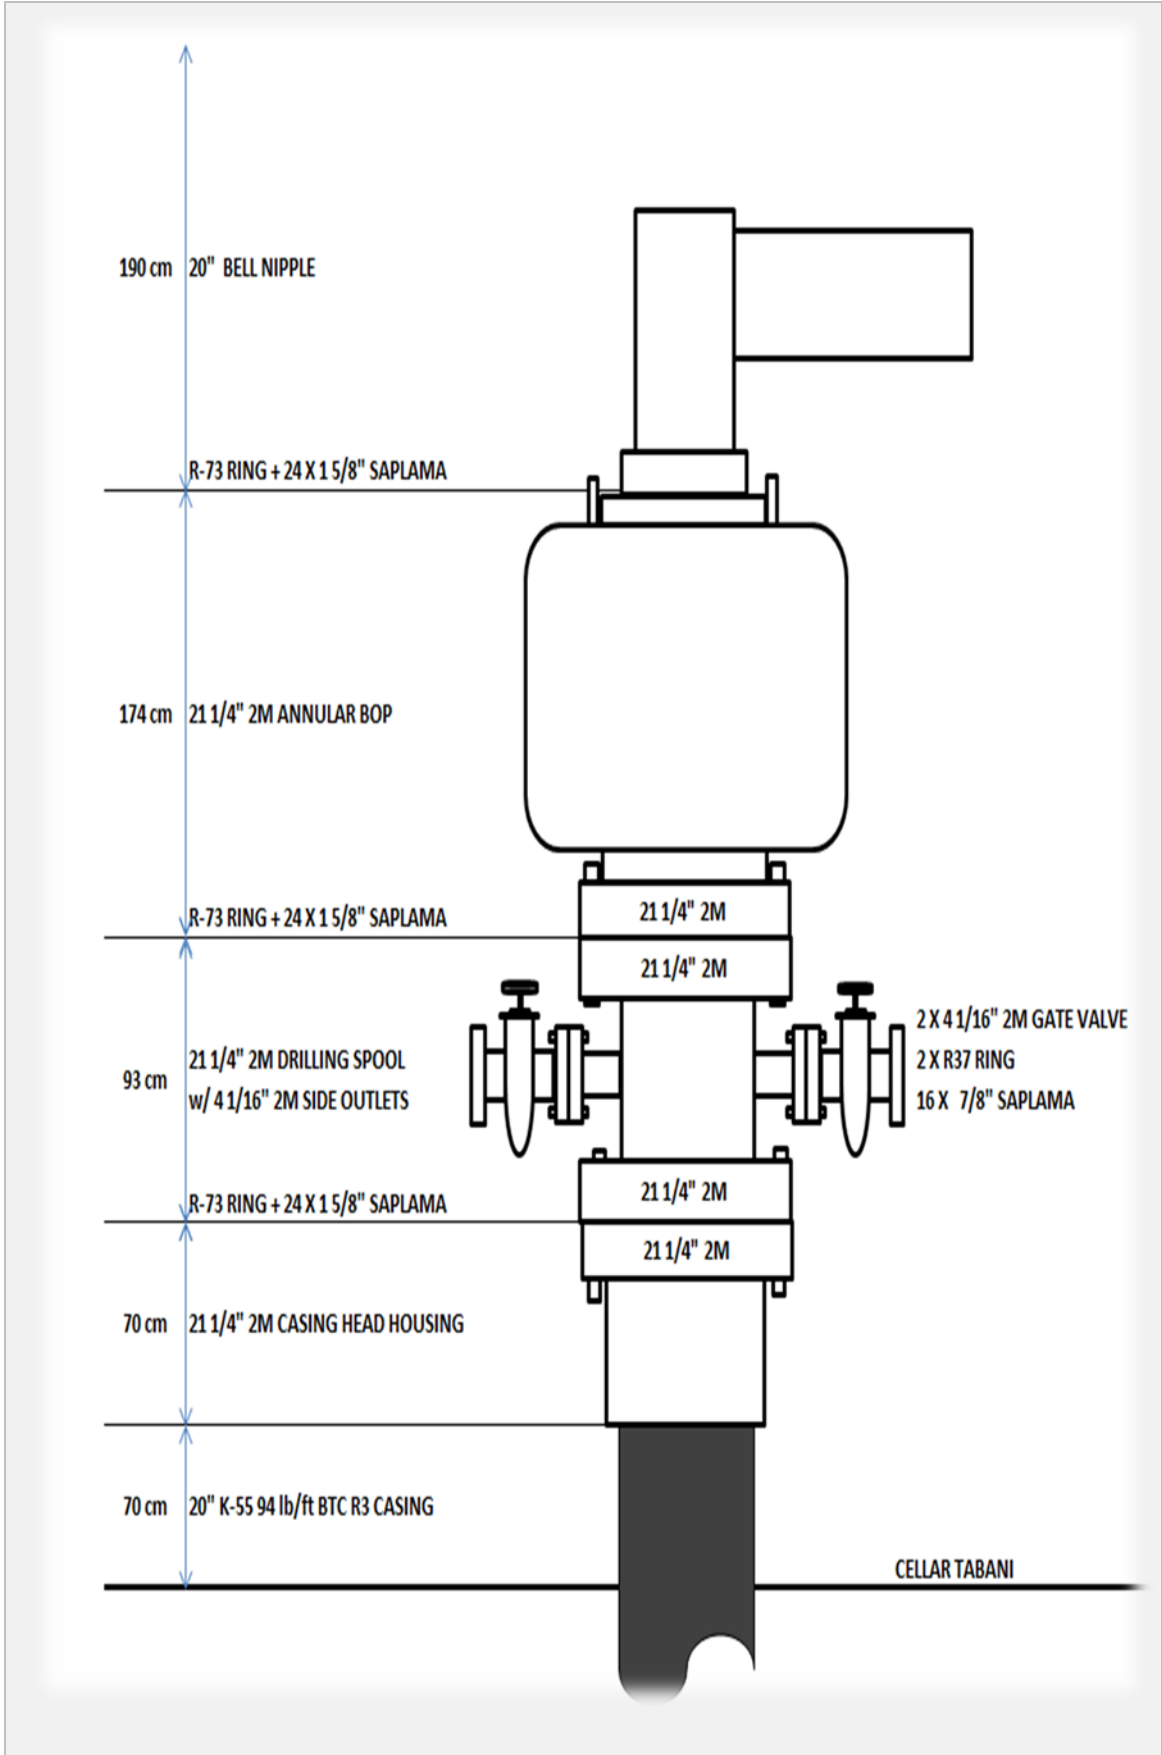 190 cm 20" BELL NIPPLE
R-73 RING + 24 X 1 5/8" SAPLAMA
174 cm 21 1/4" 2M ANNULAR BOP
R-73 RING + 24 X 1 5/8" SAPLAMA
21 1/4" 2M
21 1/4" 2M
93 cm
21 1/4" 2M DRILLING SPOOL
w/ 4 1/16" 2M SIDE OUTLETS
2 X 4 1/16" 2M GATE VALVE
2 X R37 RING
16 X 7/8" SAPLAMA
R-73 RING + 24 X 1 5/8" SAPLAMA
21 1/4" 2M
21 1/4" 2M
70 cm 21 1/4" 2M CASING HEAD HOUSING
70 cm 20" K-55 94 lb/ft BTC R3 CASING
CELLAR TABANI